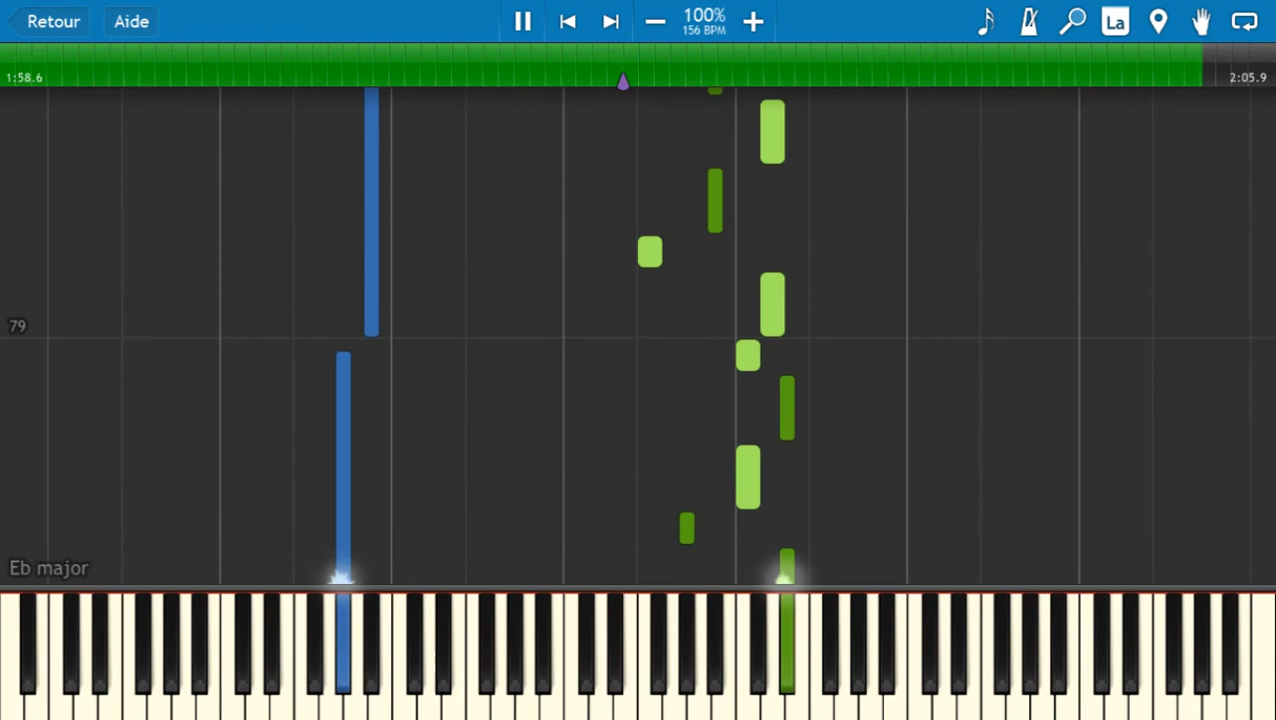 Retour
Aide
100%
156 BPM
La
1:58.6
2:05.9
79
Eb major